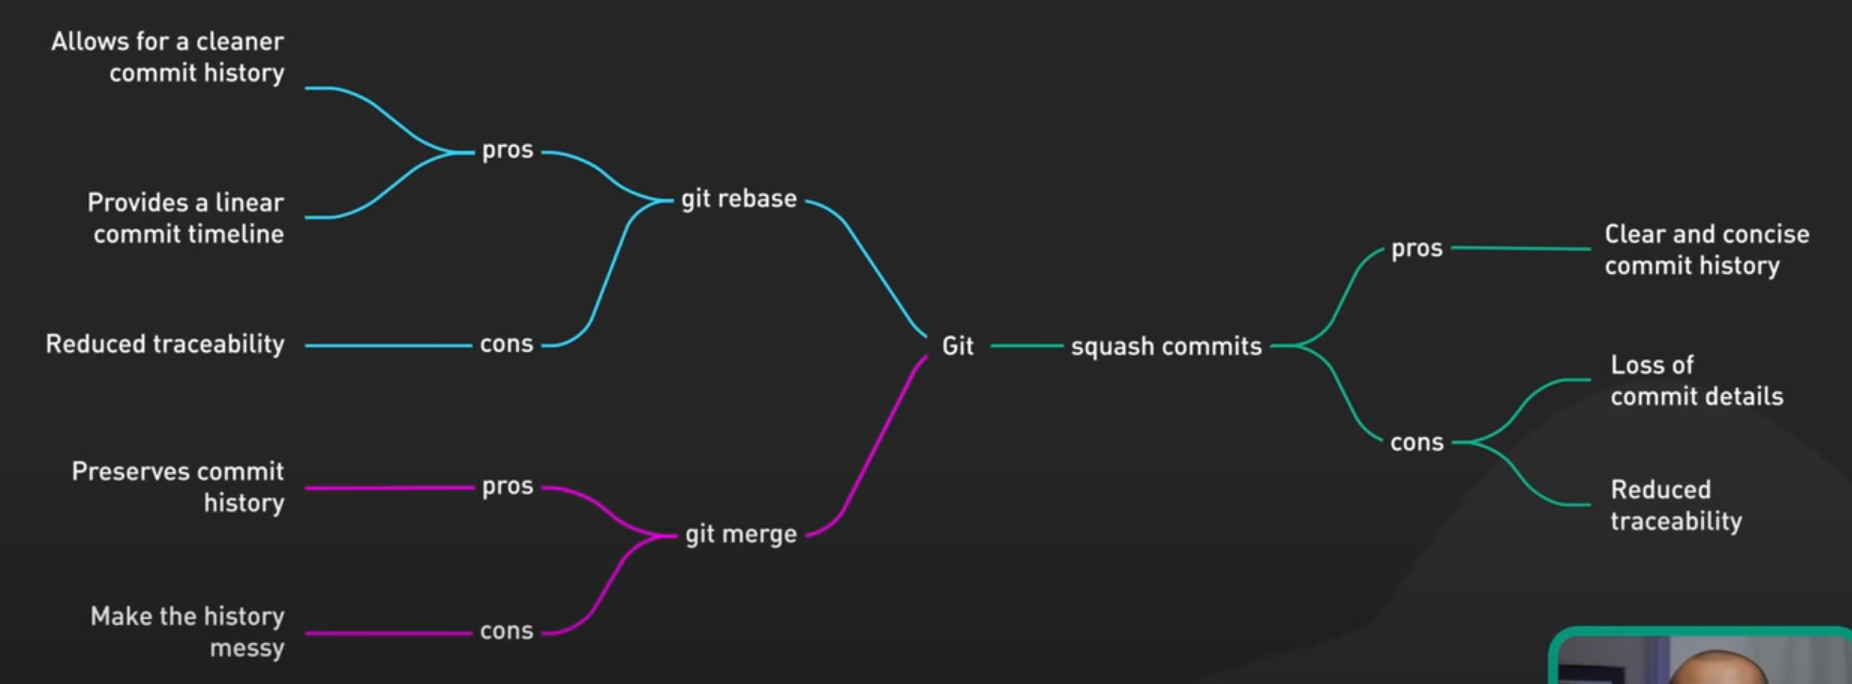 Allows for a cleaner
commit history
Provides a linear
commit timeline
pros
git rebase
Reduced traceability
cons
Preserves commit
history
pros
git merge
Make the history
messy
cons
Git
squash commits
pros
Clear and concise
commit history
cons
Loss of
commit details
Reduced
traceability